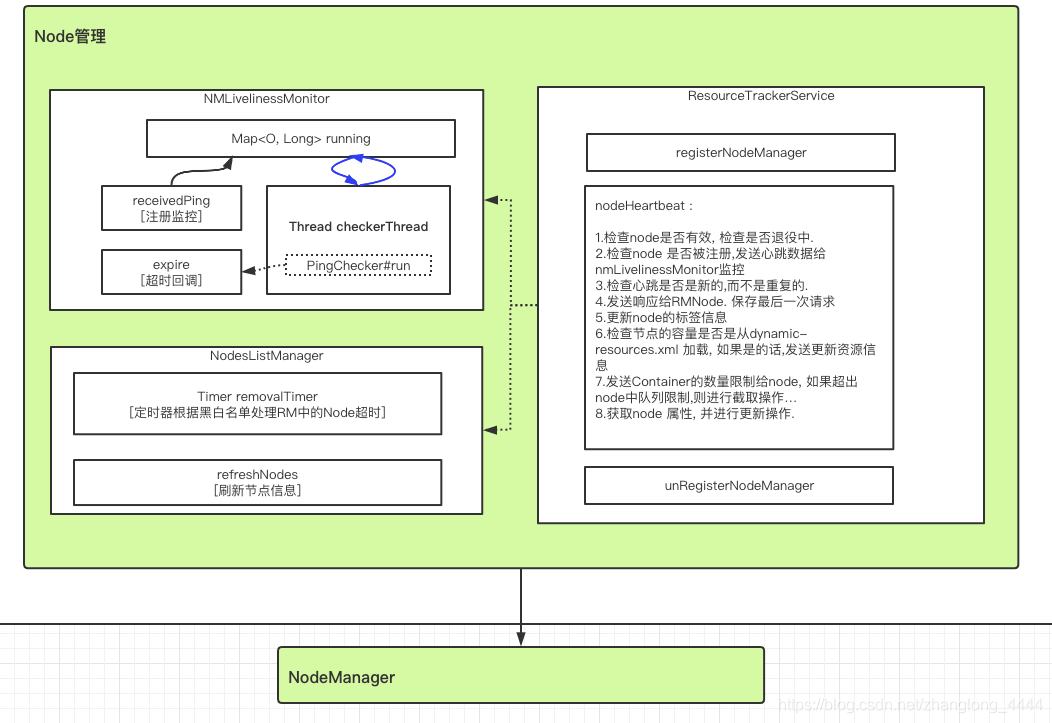 Node管理
NMLivelinessMonitor
Map<O, Long> running
receivedPing
[注册监控]
Thread checkerThread
expire
[超时回调]
PingChecker#run
NodesListManager
Timer removalTimer
[定时器根据黑白名单处理RM中的Node超时]
refreshNodes
[刷新节点信息]
ResourceTrackerService
registerNodeManager
nodeHeartbeat :
1.检查node是否有效, 检查是否退役中.
2.检查node 是否被注册,发送心跳数据给
nmLivelinessMonitor监控
3.检查心跳是否是新的,而不是重复的.
4.发送响应给RMNode. 保存最后一次请求
5.更新node的标签信息
6.检查节点的容量是否是从dynamic-
resources.xml 加载, 如果是的话,发送更新资源信
息
7.发送Container的数量限制给node, 如果超出
node中队列限制,则进行截取操作...
8.获取node 属性, 并进行更新操作.
unRegisterNodeManager
NodeManager
https://blog.csdn.net/zhanglong_4444